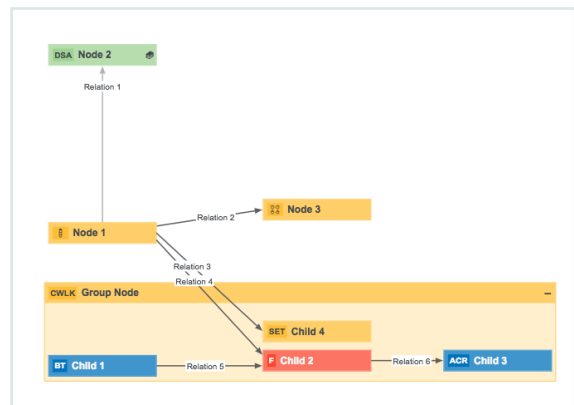 DSA Node 2
Relation 1
Node 3
Relation 2
Node 1
Relation 3
Relation 4
CWLK Group Node
SET Child 4
BT Child 1
Relation 5
F Child 2
Relation 6
ACR Child 3